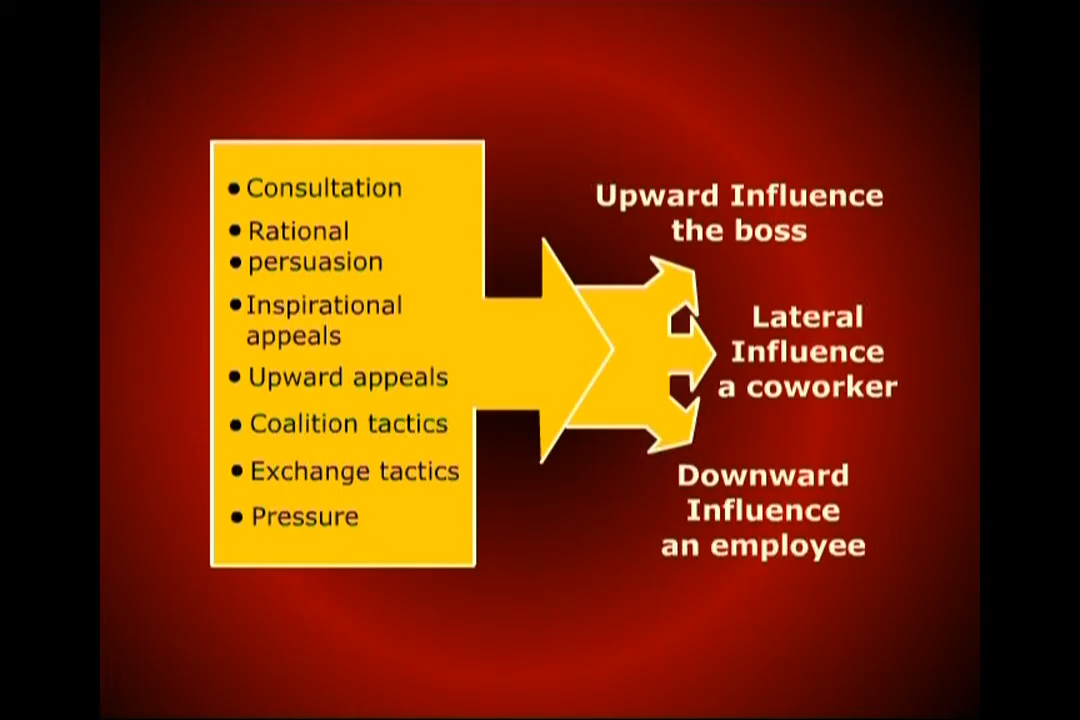 • Consultation
• Rational
• persuasion
• Inspirational
appeals
• Upward appeals
• Coalition tactics
• Exchange tactics
• Pressure
Upward Influence
the boss
Lateral
Influence
a coworker
Downward
Influence
an employee